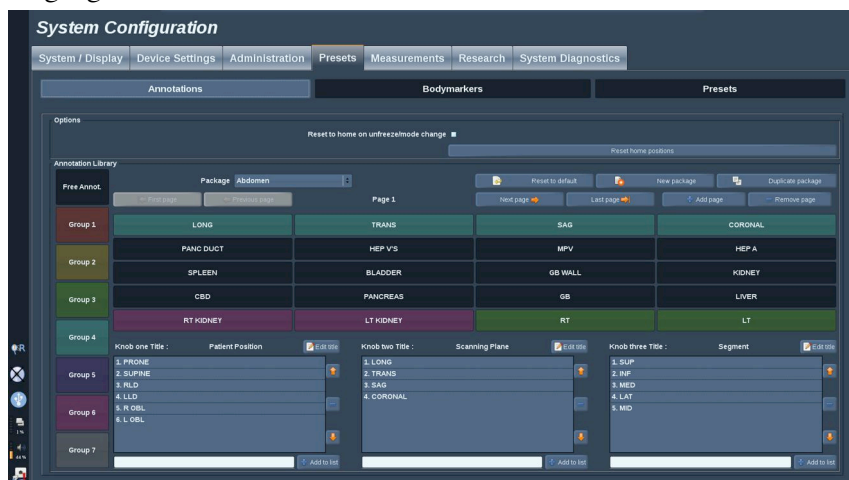 System Configuration
System / Display Device Settings Administration Presets Measurements Research System Diagnostics
Annotations Bodymarkers Presets
Options
Reset to home on unfreeze/mode change
Reset home positions
Annotation Library
Free Annot. Package Abdomen Reset to default New package Duplicate package
First page Previous page Page 1 Next page Last page Add page Remove page
Group 1 LONG TRANS SAG CORONAL
PANC DUCT HEP V'S MPV HEP A
Group 2
SPLEEN BLADDER GB WALL KIDNEY
Group 3 CBD PANCREAS GB LIVER
RT KIDNEY LT KIDNEY RT LT
Group 4
Knob one Title : Patient Position Edit title Knob two Title : Scanning Plane Edit title Knob three Title : Segment Edit title
1. PRONE 1. LONG 1. SUP
2. SUPINE 2. TRANS 2. INF
Group 5
3. RLD 3. SAG 3. MED
4. LLD 4. CORONAL 4. LAT
5. R OBL 5. MID
Group 6
6. L OBL
Group 7
Add to list Add to list Add to list
R
1%
44%